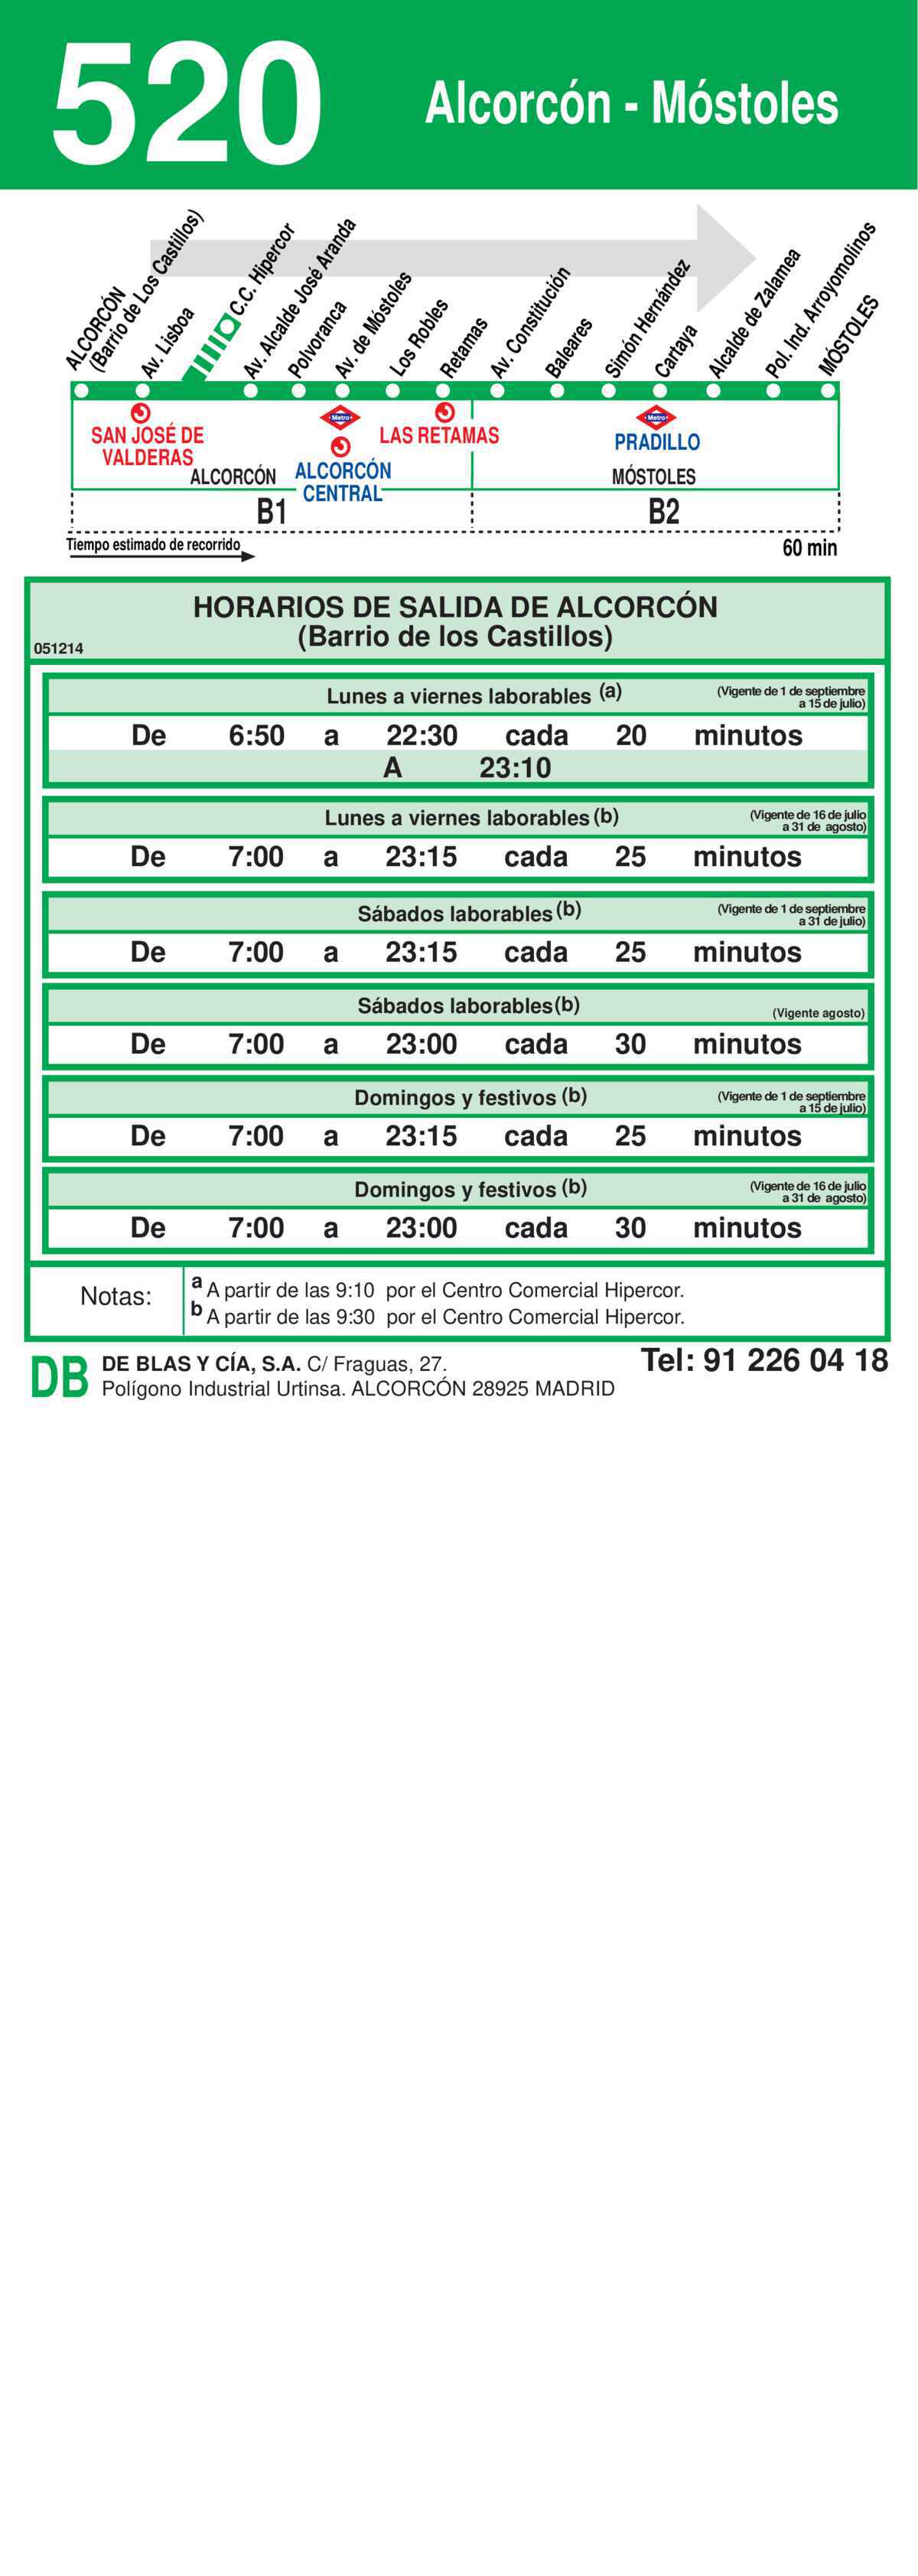 520
Alcorcón - Móstoles
ALCORCÓN
(Barrio de Los Castillos)
Av. Lisboa
C.C. Hipercor
Av. Alcalde José Aranda
Polvoranca
Av. de Móstoles
Los Robles
Retamas
Av. Constitución
Baleares
Simón Hernández
Cartaya
Alcalde de Zalamea
Pol. Ind. Arroyomolinos
MÓSTOLES
Metro
Metro
SAN JOSÉ DE
VALDERAS
LAS RETAMAS
PRADILLO
ALCORCÓN
ALCORCÓN
CENTRAL
MÓSTOLES
B1
B2
Tiempo estimado de recorrido
60 min
HORARIOS DE SALIDA DE ALCORCÓN
(Barrio de los Castillos)
051214
Lunes a viernes laborables (a)
(Vigente de 1 de septiembre
a 15 de julio)
De 6:50 a 22:30 cada 20 minutos
A 23:10
Lunes a viernes laborables (b)
(Vigente de 16 de julio
a 31 de agosto)
De 7:00 a 23:15 cada 25 minutos
Sábados laborables (b)
(Vigente de 1 de septiembre
a 31 de julio)
De 7:00 a 23:15 cada 25 minutos
Sábados laborables (b)
(Vigente agosto)
De 7:00 a 23:00 cada 30 minutos
Domingos y festivos (b)
(Vigente de 1 de septiembre
a 15 de julio)
De 7:00 a 23:15 cada 25 minutos
Domingos y festivos (b)
(Vigente de 16 de julio
a 31 de agosto)
De 7:00 a 23:00 cada 30 minutos
Notas:
a A partir de las 9:10 por el Centro Comercial Hipercor.
b A partir de las 9:30 por el Centro Comercial Hipercor.
DB
DE BLAS Y CÍA, S.A. C/ Fraguas, 27.
Polígono Industrial Urtinsa. ALCORCÓN 28925 MADRID
Tel: 91 226 04 18